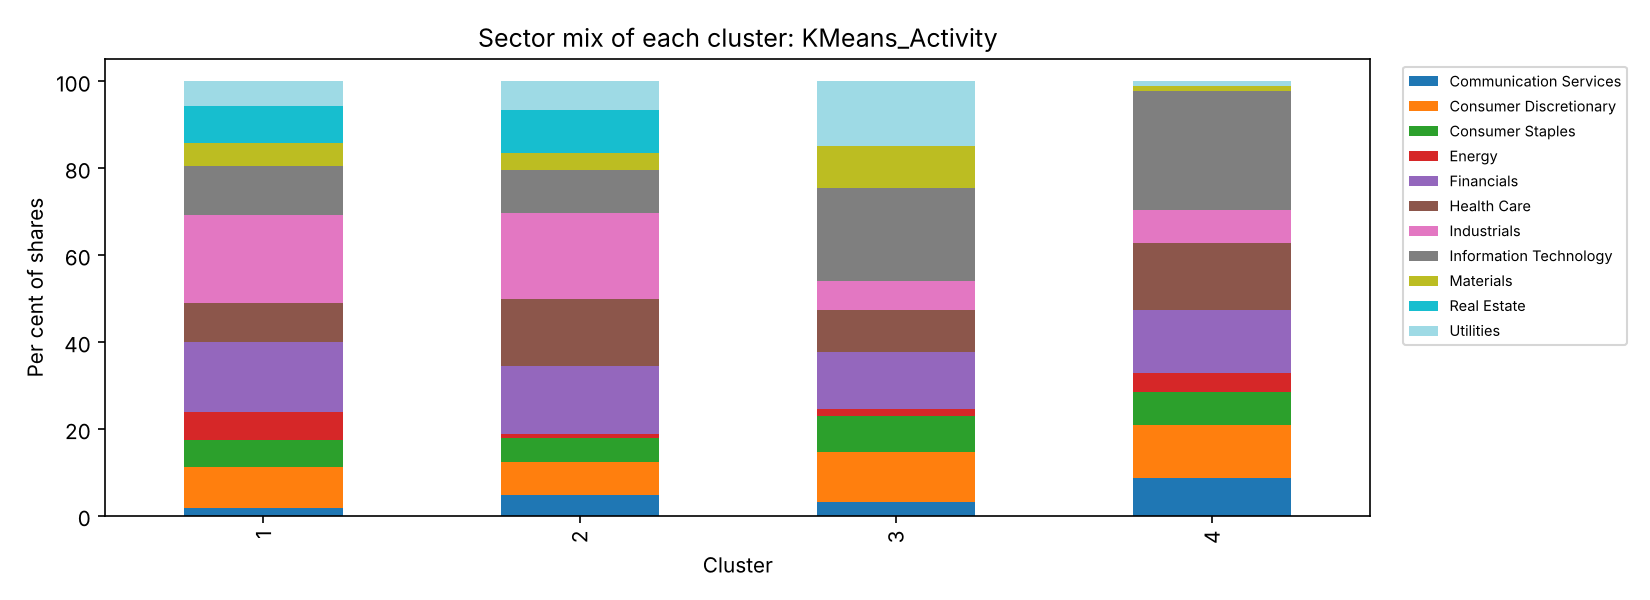 Sector mix of each cluster: KMeans_Activity
Per cent of shares
100
80
60
40
20
0
1
2
3
4
Cluster
Communication Services
Consumer Discretionary
Consumer Staples
Energy
Financials
Health Care
Industrials
Information Technology
Materials
Real Estate
Utilities